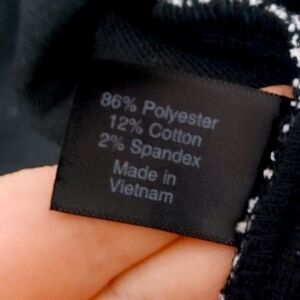 86% Polyester
12% Cotton
2% Spandex
Made in
Vietnam